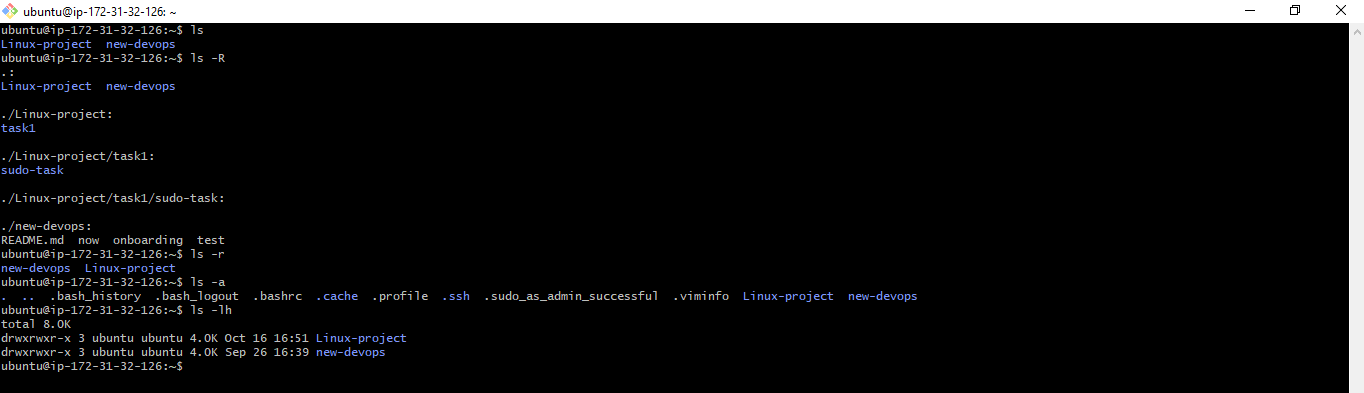 ubuntu@ip-172-31-32-126: ~
ubuntu@ip-172-31-32-126:~$ ls
Linux-project  new-devops
ubuntu@ip-172-31-32-126:~$ ls -R
.:
Linux-project  new-devops

./Linux-project:
task1

./Linux-project/task1:
sudo-task

./Linux-project/task1/sudo-task:

./new-devops:
README.md  now  onboarding  test
ubuntu@ip-172-31-32-126:~$ ls -r
new-devops  Linux-project
ubuntu@ip-172-31-32-126:~$ ls -a
.  ..  .bash_history  .bash_logout  .bashrc  .cache  .profile  .ssh  .sudo_as_admin_successful  .viminfo  Linux-project  new-devops
ubuntu@ip-172-31-32-126:~$ ls -lh
total 8.0K
drwxrwxr-x 3 ubuntu ubuntu 4.0K Oct 16 16:51 Linux-project
drwxrwxr-x 3 ubuntu ubuntu 4.0K Sep 26 16:39 new-devops
ubuntu@ip-172-31-32-126:~$